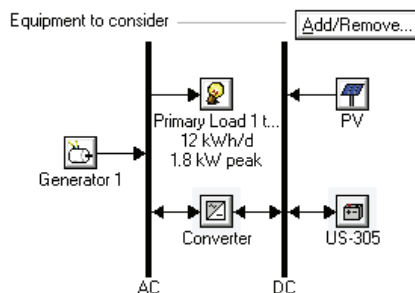 Equipment to consider
Add/Remove...
Primary Load 1 t...
12 kWh/d
1.8 kW peak
PV
Generator 1
Converter
US-305
AC
DC